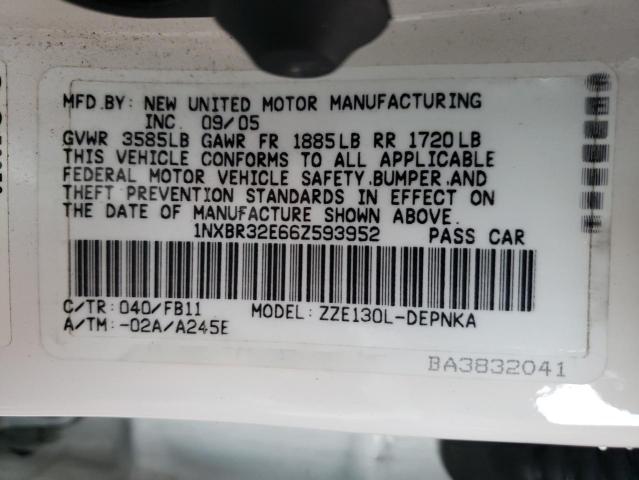 MFD.BY: NEW UNITED MOTOR MANUFACTURING
INC. 09/05
GVWR 3585LB GAWR FR 1885LB RR 1720LB
THIS VEHICLE CONFORMS TO ALL APPLICABLE
FEDERAL MOTOR VEHICLE SAFETY,BUMPER,AND
THEFT PREVENTION STANDARDS IN EFFECT ON
THE DATE OF MANUFACTURE SHOWN ABOVE.
1NXBR32E66Z593952 PASS CAR
C/TR: 040/FB11 MODEL: ZZE130L-DEPNKA
A/TM: -02A/A245E
BA3832041